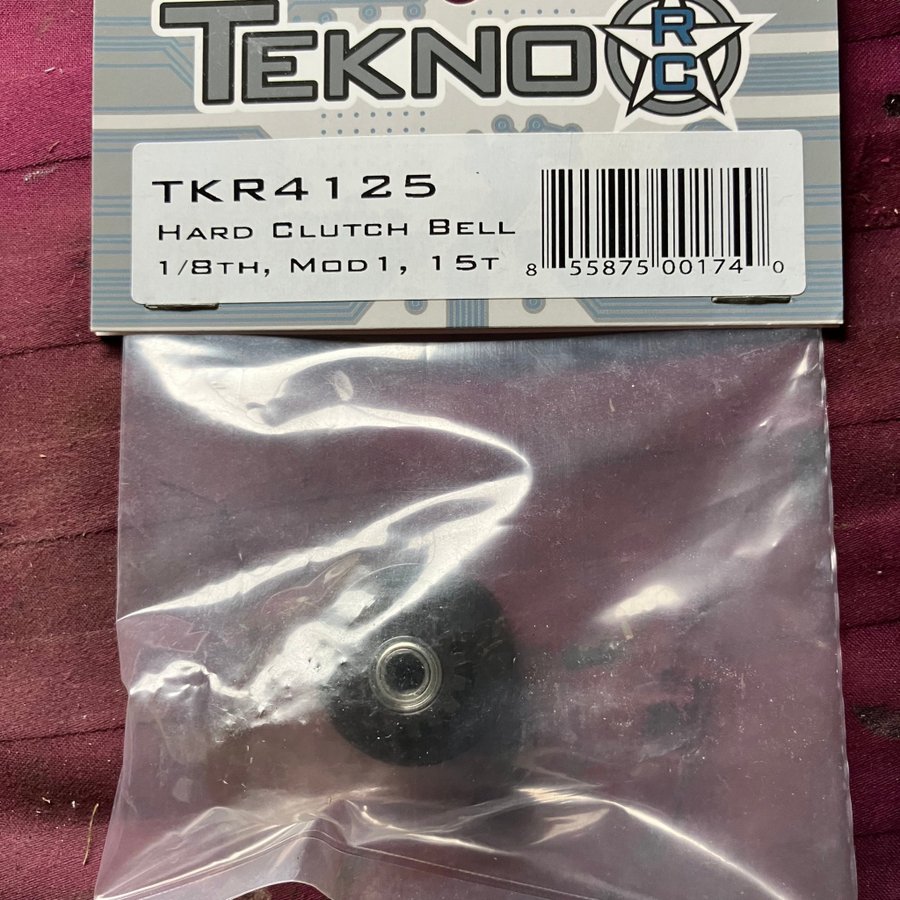 TEKNO RC
TKR4125
HARD CLUTCH BELL
1/8TH, MOD1, 15T
8 55875 00174 0